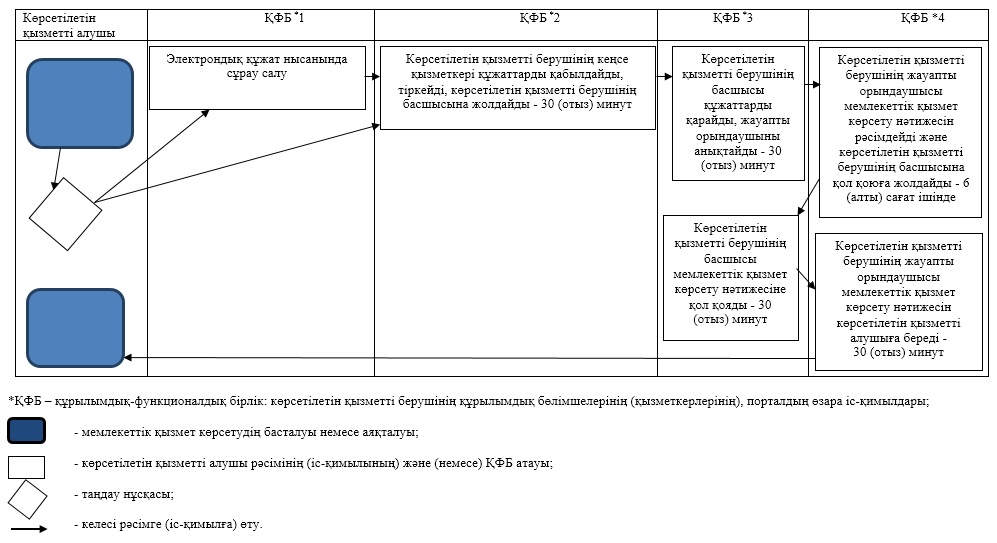 Көрсетілетін
қызметті алушы
ҚФБ *1
ҚФБ *2
ҚФБ *3
ҚФБ *4
Электрондық құжат нысанында
сұрау салу
Көрсетілетін қызметті берушінің кеңсе
қызметкері құжаттарды қабылдайды,
тіркейді, көрсетілетін қызметті берушінің
басшысына жолдайды - 30 (отыз) минут
Көрсетілетін
қызметті берушінің
басшысы
құжаттарды
қарайды, жауапты
орындаушыны
анықтайды - 30
(отыз) минут
Көрсетілетін қызметті
берушінің жауапты
орындаушысы
мемлекеттік қызмет
көрсету нәтижесін
рәсімдейді және
көрсетілетін қызметті
берушінің басшысына
қол қоюға жолдайды - 6
(алты) сағат ішінде
Көрсетілетін
қызметті берушінің
басшысы
мемлекеттік қызмет
көрсету нәтижесіне
қол қояды - 30
(отыз) минут
Көрсетілетін қызметті
берушінің жауапты
орындаушысы
мемлекеттік қызмет
көрсету нәтижесін
көрсетілетін қызметті
алушыға береді -
30 (отыз) минут
*ҚФБ – құрылымдық-функционалдық бірлік: көрсетілетін қызметті берушінің құрылымдық бөлімшелерінің (қызметкерлерінің), порталдың өзара іс-қимылдары;
- мемлекеттік қызмет көрсетудің басталуы немесе аяқталуы;
- көрсетілетін қызметті алушы рәсімінің (іс-қимылының) және (немесе) ҚФБ атауы;
- таңдау нұсқасы;
- келесі рәсімге (іс-қимылға) өту.